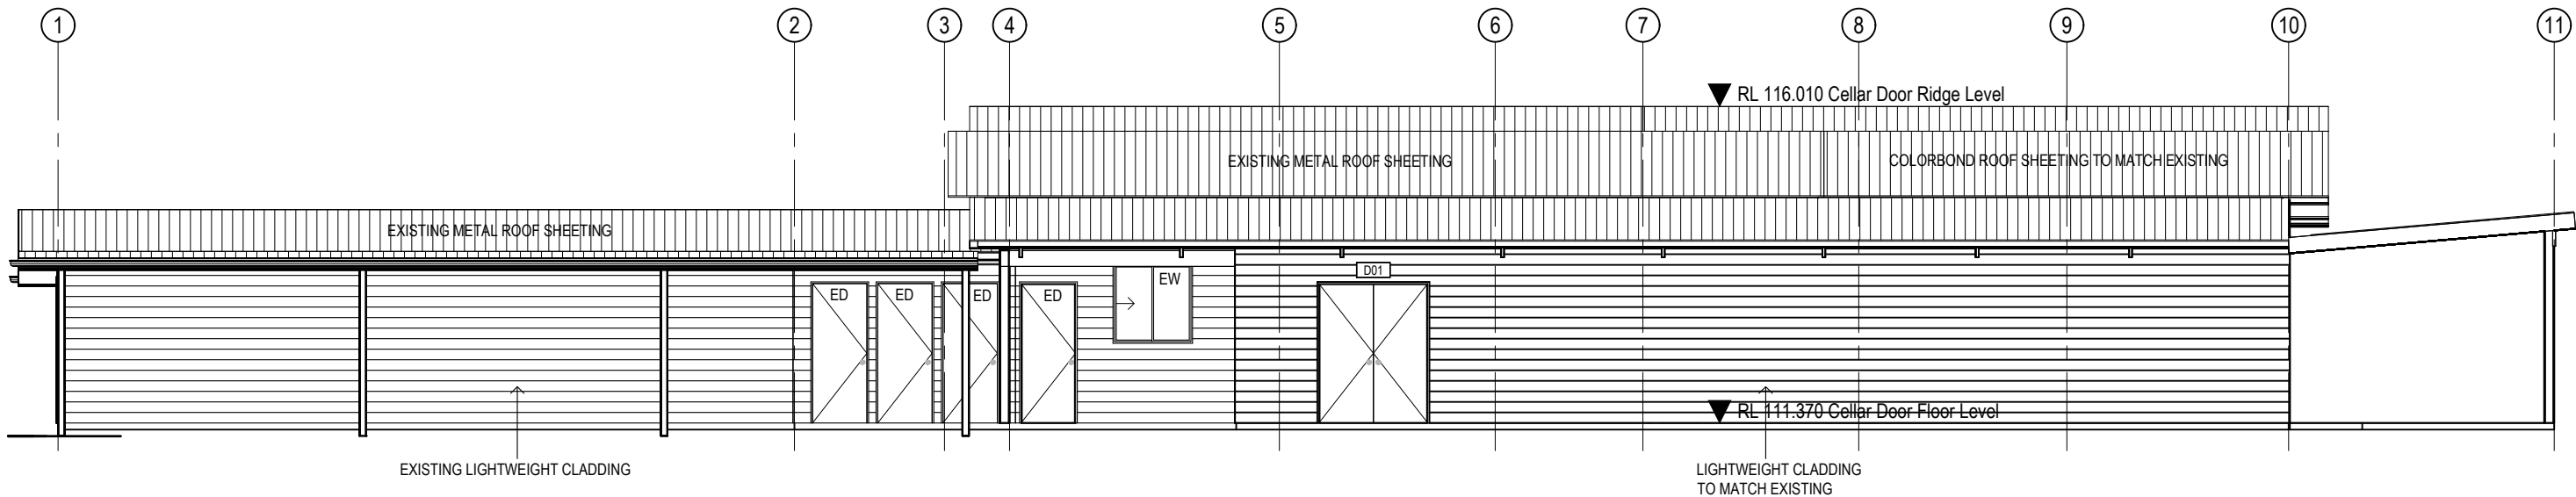 1
2
3
4
5
6
7
8
9
10
11
RL 116.010 Cellar Door Ridge Level
EXISTING METAL ROOF SHEETING
COLORBOND ROOF SHEETING TO MATCH EXISTING
EXISTING METAL ROOF SHEETING
D01
EW
ED
ED
ED
ED
RL 111.370 Cellar Door Floor Level
EXISTING LIGHTWEIGHT CLADDING
LIGHTWEIGHT CLADDING
TO MATCH EXISTING